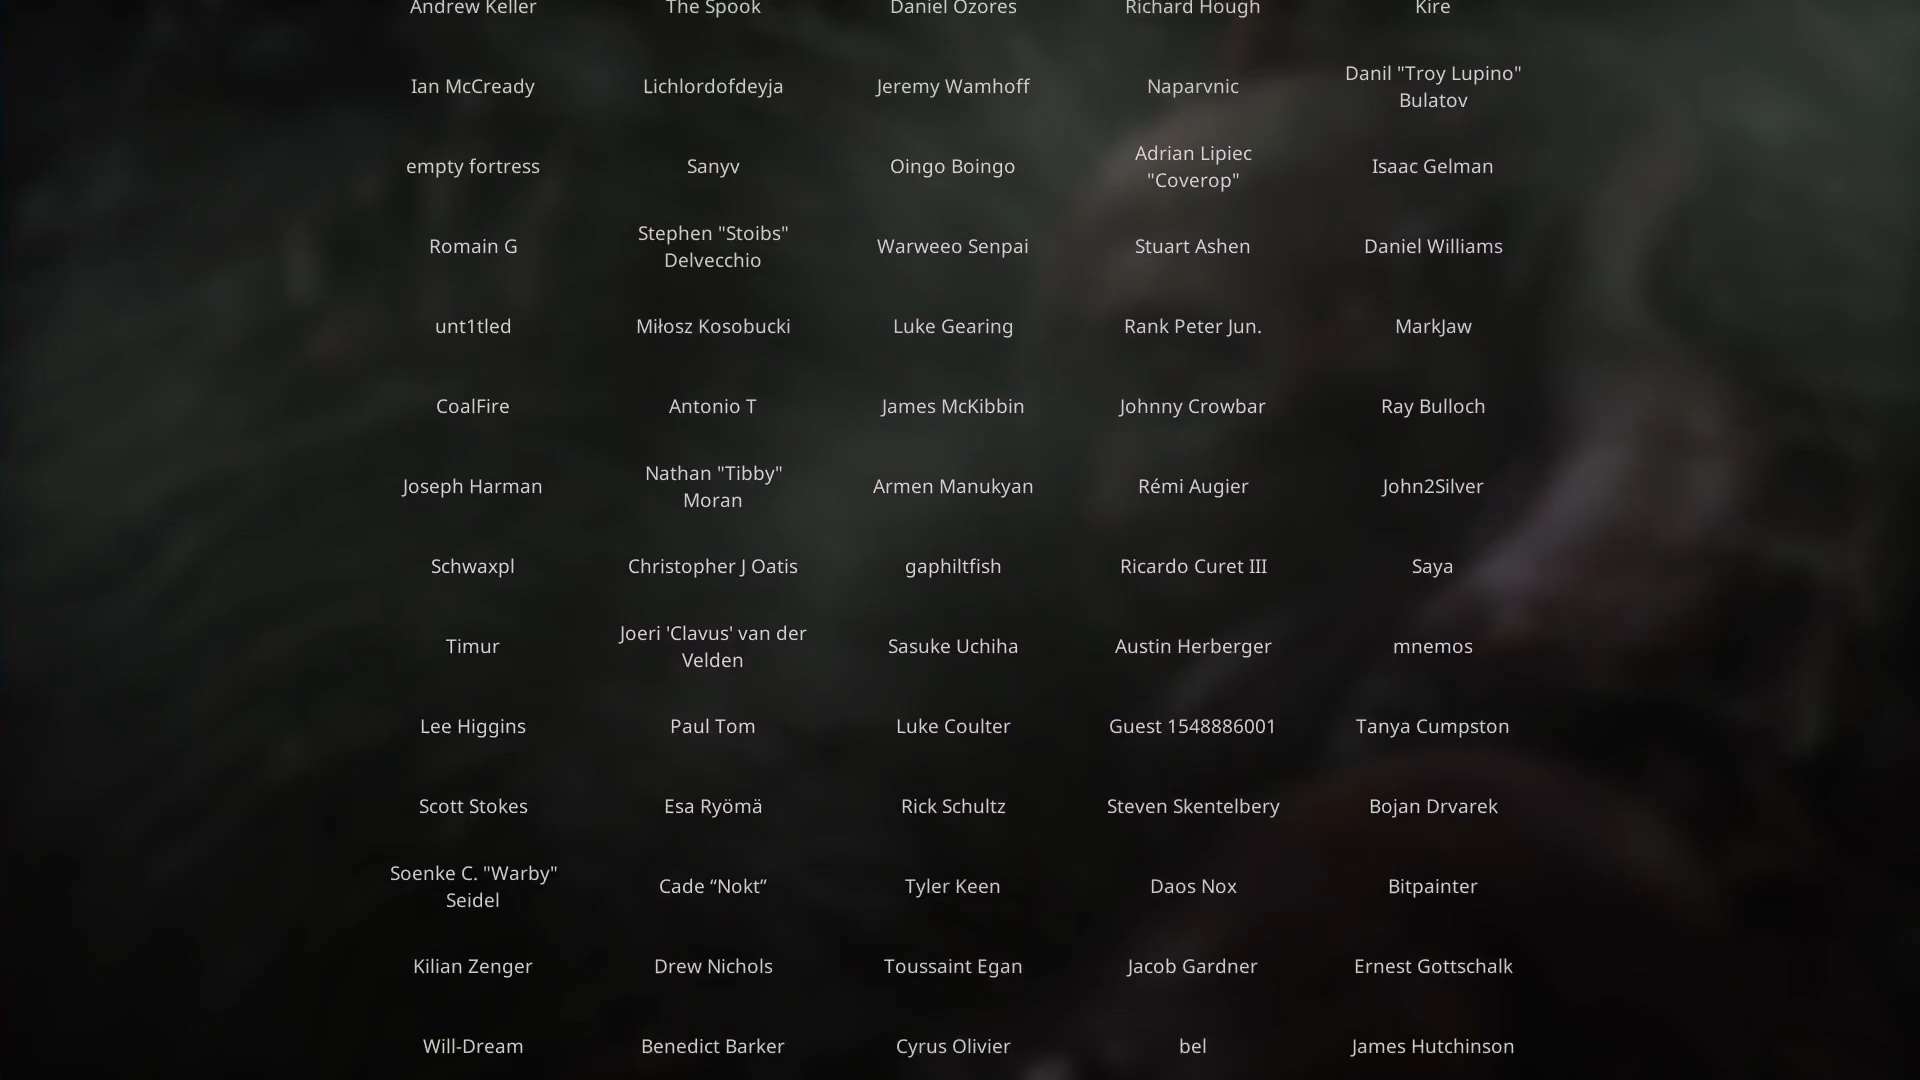 Andrew Keller The Spook Daniel Ozores Richard Hough Kire
Ian McCready Lichlordofdeyja Jeremy Wamhoff Naparvnic Danil "Troy Lupino"
Bulatov
empty fortress Sanyv Oingo Boingo Adrian Lipiec
"Coverop" Isaac Gelman
Romain G Stephen "Stoibs"
Delvecchio Warweeo Senpai Stuart Ashen Daniel Williams
unt1tled Miłosz Kosobucki Luke Gearing Rank Peter Jun. MarkJaw
CoalFire Antonio T James McKibbin Johnny Crowbar Ray Bulloch
Joseph Harman Nathan "Tibby"
Moran Armen Manukyan Rémi Augier John2Silver
Schwaxpl Christopher J Oatis gaphiltfish Ricardo Curet III Saya
Timur Joeri 'Clavus' van der
Velden Sasuke Uchiha Austin Herberger mnemos
Lee Higgins Paul Tom Luke Coulter Guest 1548886001 Tanya Cumpston
Scott Stokes Esa Ryömä Rick Schultz Steven Skentelbery Bojan Drvarek
Soenke C. "Warby"
Seidel Cade “Nokt” Tyler Keen Daos Nox Bitpainter
Kilian Zenger Drew Nichols Toussaint Egan Jacob Gardner Ernest Gottschalk
Will-Dream Benedict Barker Cyrus Olivier bel James Hutchinson